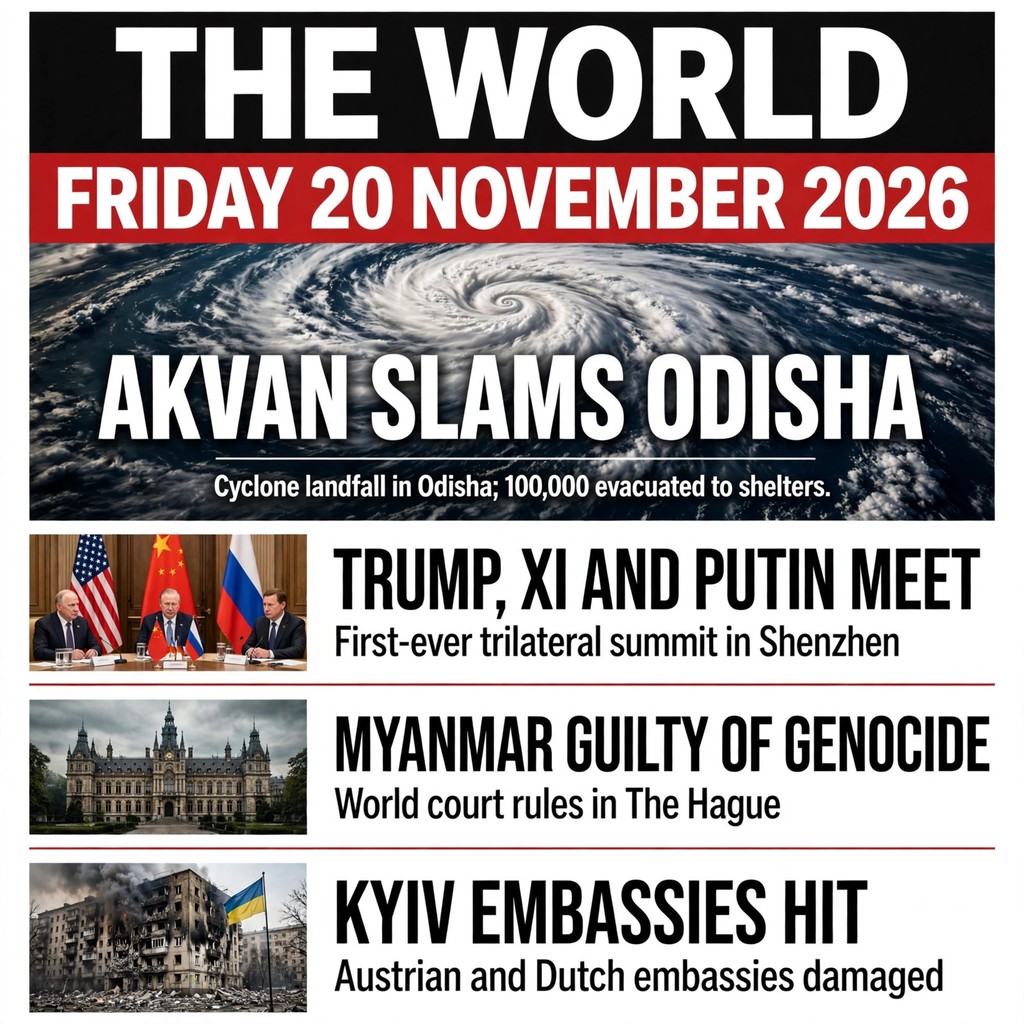 THE WORLD
FRIDAY 20 NOVEMBER 2026
AKVAN SLAMS ODISHA
Cyclone landfall in Odisha; 100,000 evacuated to shelters.
TRUMP, XI AND PUTIN MEET
First-ever trilateral summit in Shenzhen
MYANMAR GUILTY OF GENOCIDE
World court rules in The Hague
KYIV EMBASSIES HIT
Austrian and Dutch embassies damaged